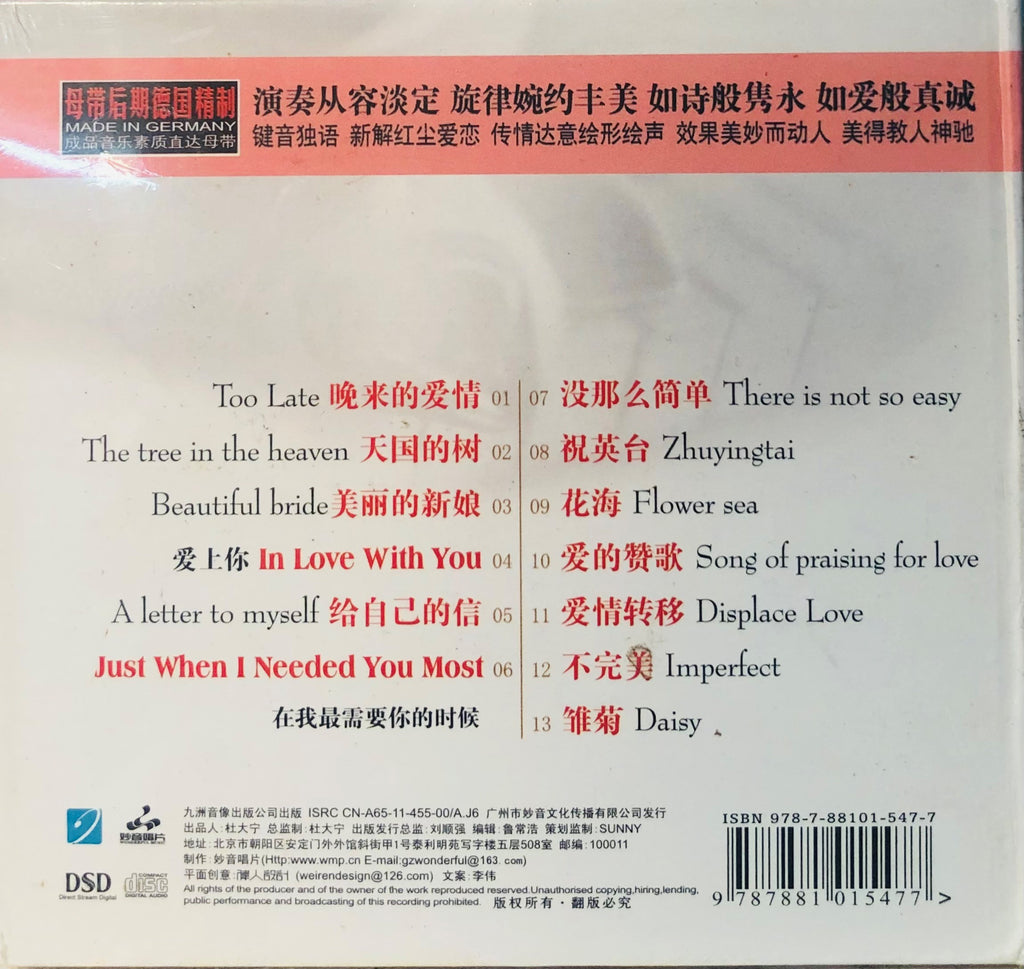 母带后期德国精制
MADE IN GERMANY
成品音乐素质直达母带
演奏从容淡定 旋律婉约丰美 如诗般隽永 如爱般真诚
键音独语 新解红尘爱恋 传情达意绘形绘声 效果美妙而动人 美得教人神驰
Too Late 晚来的爱情 01
The tree in the heaven 天国的树 02
Beautiful bride 美丽的新娘 03
爱上你 In Love With You 04
A letter to myself 给自己的信 05
Just When I Needed You Most 06
在我最需要你的时候
07 没那么简单 There is not so easy
08 祝英台 Zhuyingtai
09 花海 Flower sea
10 爱的赞歌 Song of praising for love
11 爱情转移 Displace Love
12 不完美 Imperfect
13 雏菊 Daisy
妙音唱片
DSD
Direct Stream Digital
COMPACT
disc
DIGITAL AUDIO
九洲音像出版公司出版 ISRC CN-A65-11-455-00/A.J6 广州市妙音文化传播有限公司发行
出品人:杜大宁 总监制:杜大宁 出版发行总监:刘顺强 编辑:鲁常浩 策划监制:SUNNY
地址:北京市朝阳区安定门外外馆斜街甲1号泰利明苑写字楼五层508室 邮编:100011
制作:妙音唱片(Http:www.wmp.cn E-mail:gzwonderful@163.com)
平面创意: (weirendesign@126.com) 文案:李伟
All rights of the producer and of the owner of the work reproduced reserved.Unauthorised copying,hiring,lending,
public performance and broadcasting of this recording prohibited. 版权所有·翻版必究
ISBN 978-7-88101-547-7
9 787881 015477 >